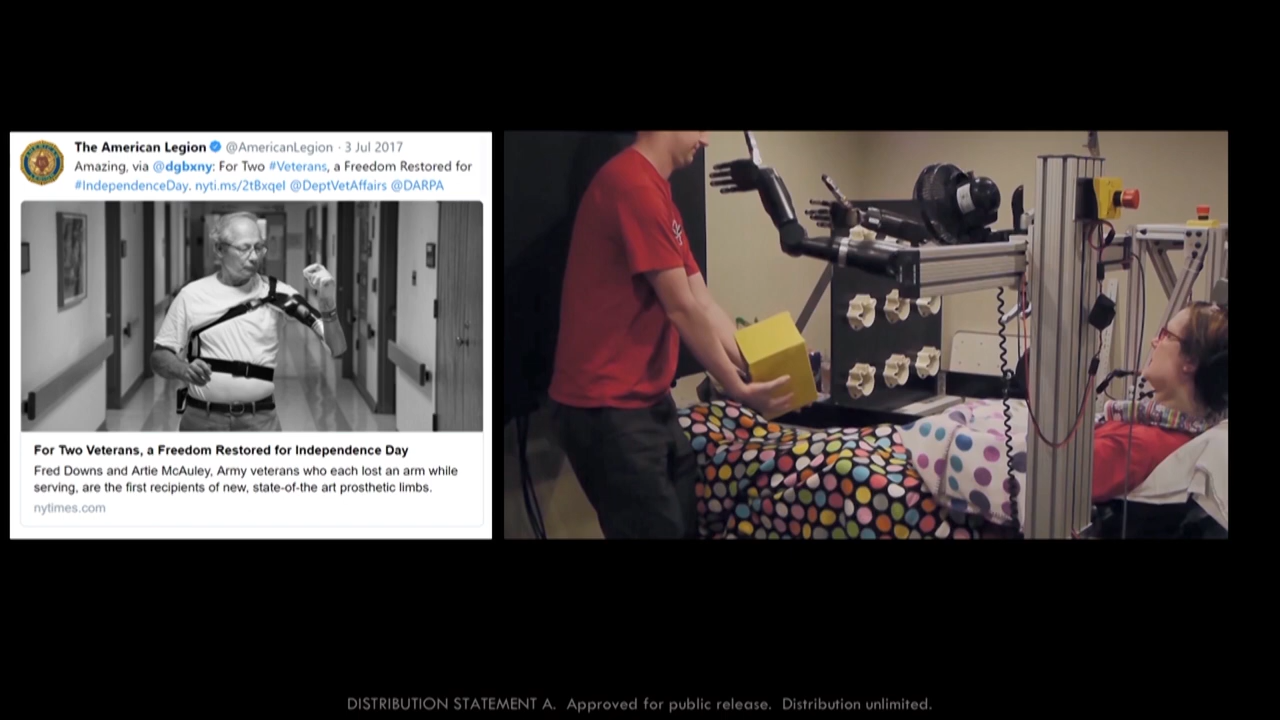 The American Legion @AmericanLegion · 3 Jul 2017
Amazing, via @dgbxny: For Two #Veterans, a Freedom Restored for
#IndependenceDay. nyti.ms/2tBxqeI @DeptVetAffairs @DARPA
For Two Veterans, a Freedom Restored for Independence Day
Fred Downs and Artie McAuley, Army veterans who each lost an arm while
serving, are the first recipients of new, state-of-the art prosthetic limbs.
nytimes.com
DISTRIBUTION STATEMENT A. Approved for public release. Distribution unlimited.